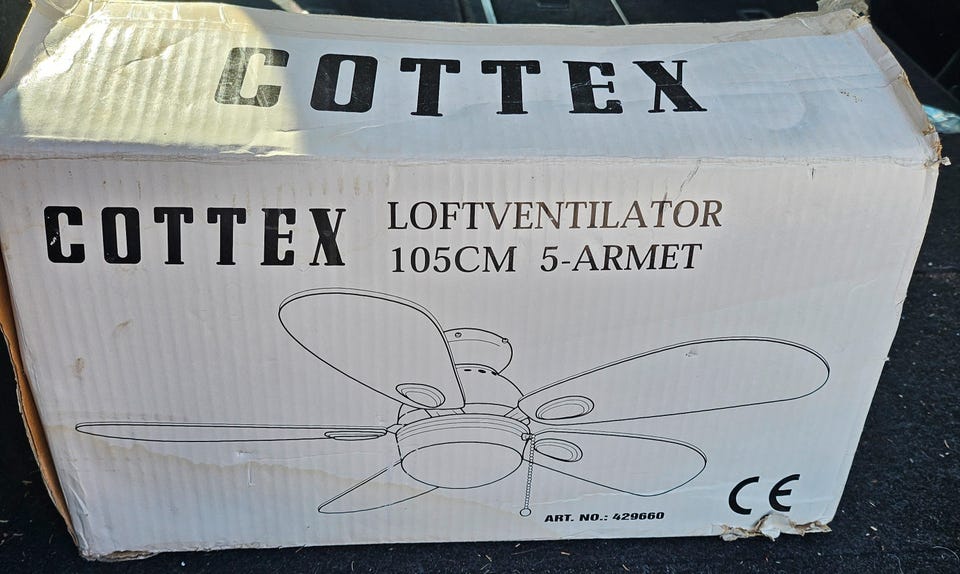 COTTEX
COTTEX
LOFTVENTILATOR
105CM 5-ARMET
ART. NO.: 429660
CE